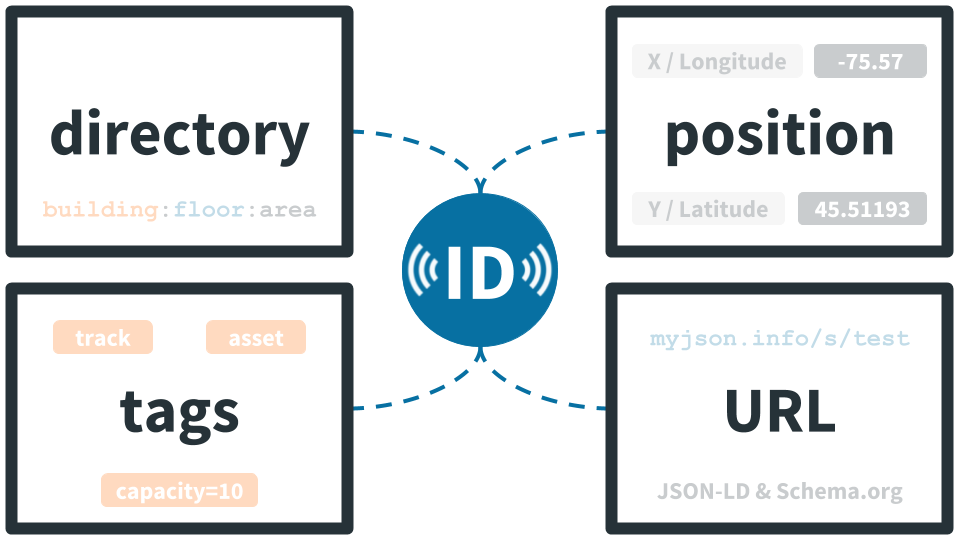 directory
building:floor:area
X / Longitude -75.57
position
Y / Latitude 45.51193
ID
track asset
tags
capacity=10
myjson.info/s/test
URL
JSON-LD & Schema.org